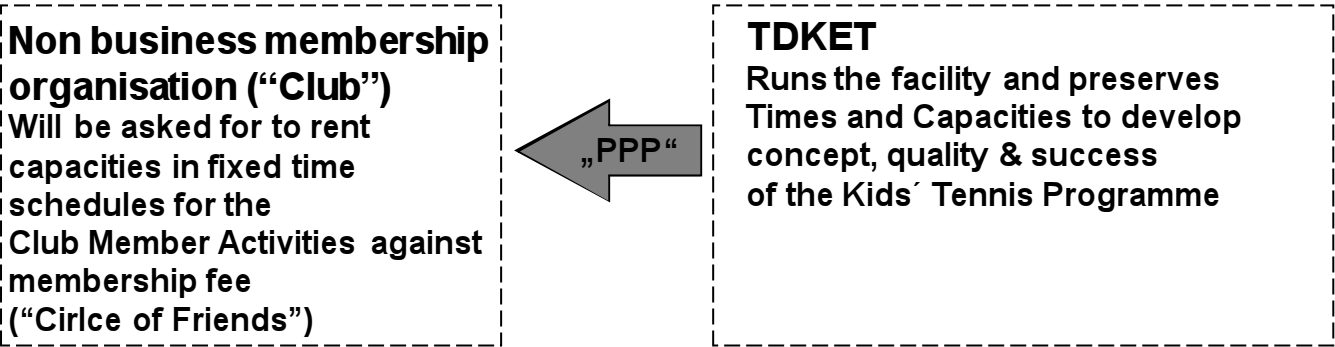 Non business membership
organisation (“Club”)
Will be asked for to rent
capacities in fixed time
schedules for the
Club Member Activities against
membership fee
(“Cirlce of Friends”)
„PPP“
TDKET
Runs the facility and preserves
Times and Capacities to develop
concept, quality & success
of the Kids´ Tennis Programme